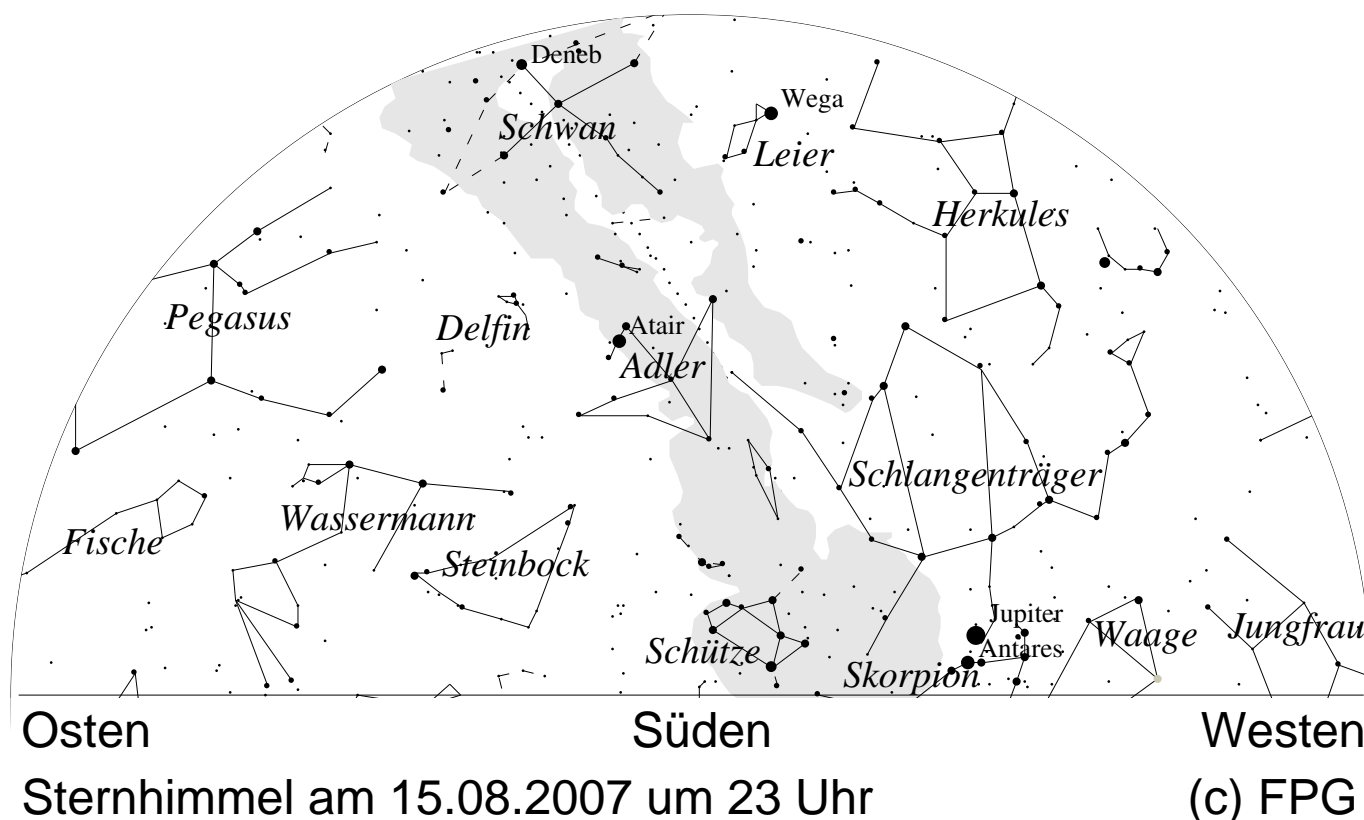 Deneb
Wega
Schwan
Leier
Herkules
Pegasus
Delfin
Atair
Adler
Schlangenträger
Wassermann
Fische
Steinbock
Jupiter
Waage
Jungfrau
Schütze
Antares
Skorpion
Osten Süden Westen
Sternhimmel am 15.08.2007 um 23 Uhr (c) FPG